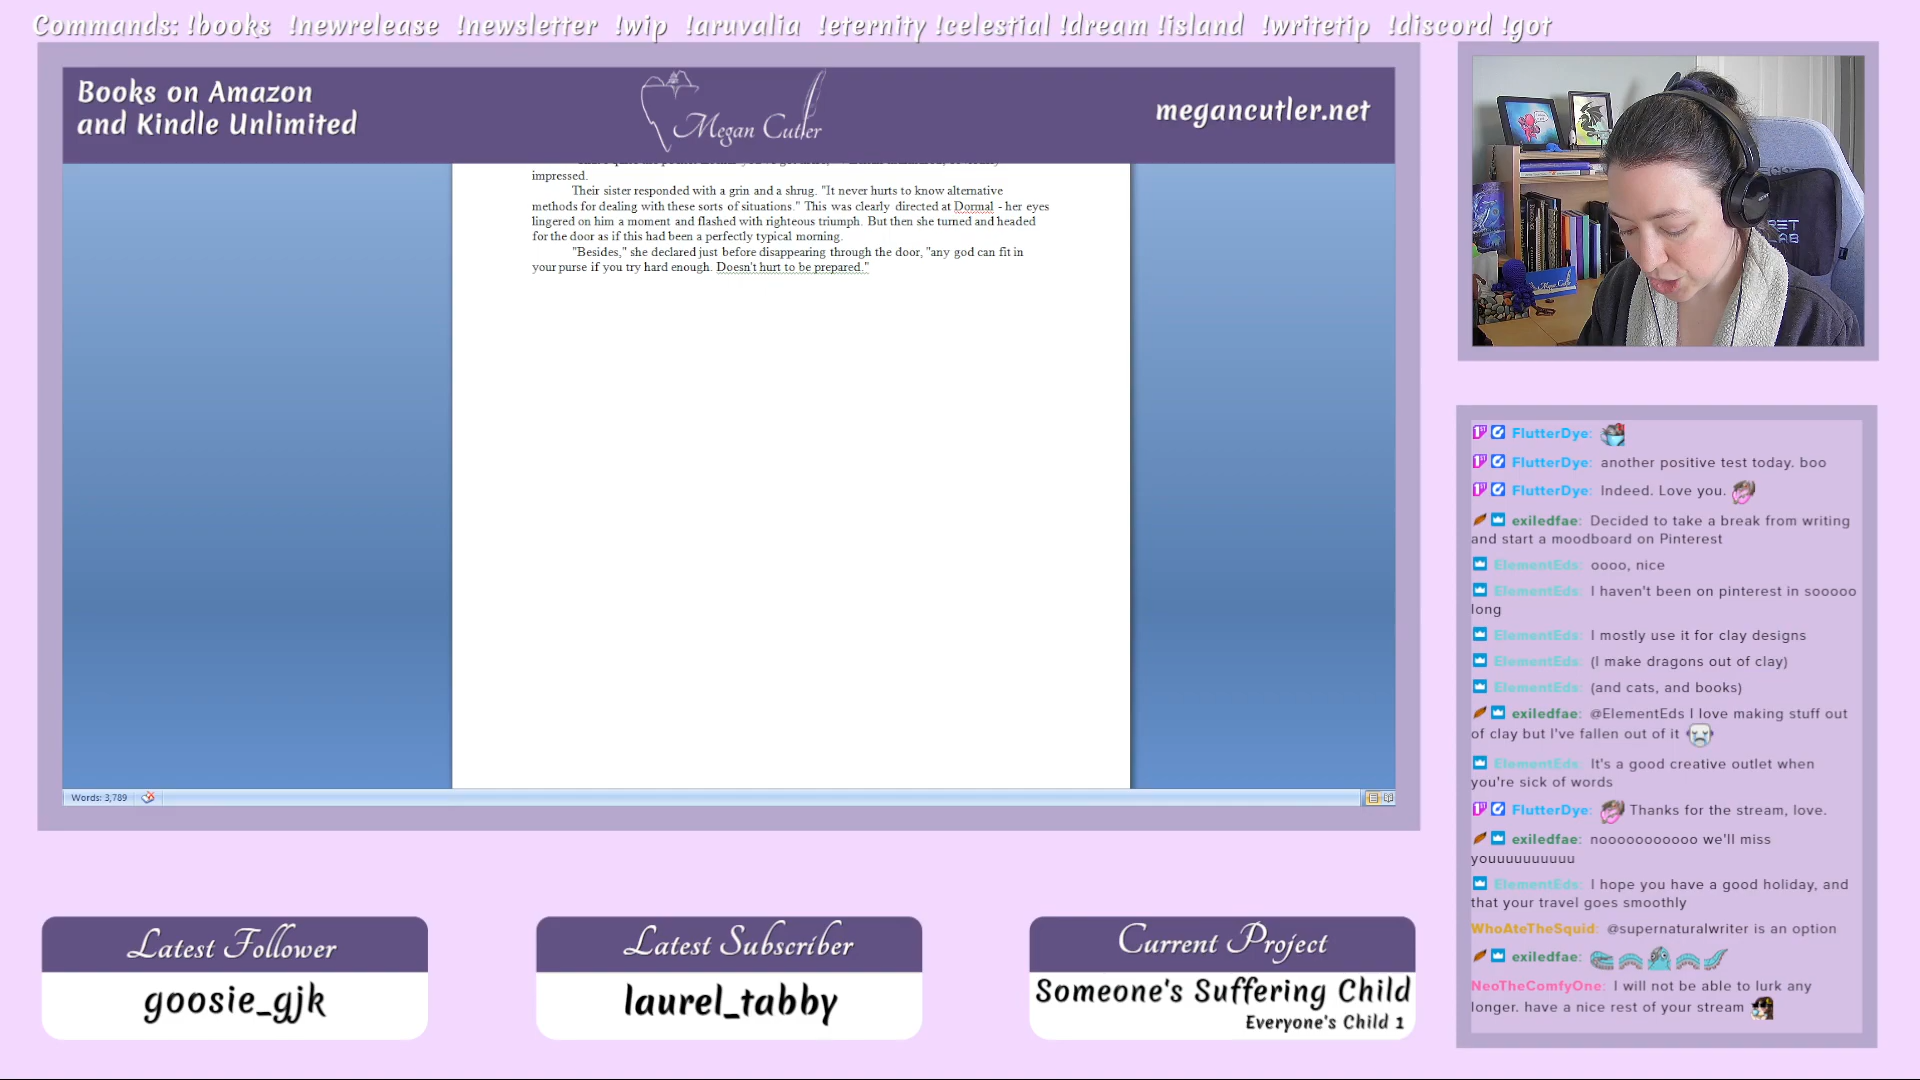 Commands: !books !newrelease !newsletter !wip !aruvalia !eternity !celestial !dream !island !writetip !discord !got
Books on Amazon
and Kindle Unlimited
Megan Cutler
megancutler.net
impressed.
Their sister responded with a grin and a shrug. "It never hurts to know alternative
methods for dealing with these sorts of situations." This was clearly directed at Dormal - her eyes
lingered on him a moment and flashed with righteous triumph. But then she turned and headed
for the door as if this had been a perfectly typical morning.
"Besides," she declared just before disappearing through the door, "any god can fit in
your purse if you try hard enough. Doesn't hurt to be prepared."
Words: 3,789
FlutterDye:
FlutterDye: another positive test today. boo
FlutterDye: Indeed. Love you.
exiledfae: Decided to take a break from writing
and start a moodboard on Pinterest
ElementEds: oooo, nice
ElementEds: I haven't been on pinterest in sooooo
long
ElementEds: I mostly use it for clay designs
ElementEds: (I make dragons out of clay)
ElementEds: (and cats, and books)
exiledfae: @ElementEds I love making stuff out
of clay but I've fallen out of it
ElementEds: It's a good creative outlet when
you're sick of words
FlutterDye: Thanks for the stream, love.
exiledfae: nooooooooooo we'll miss
youuuuuuuuuu
ElementEds: I hope you have a good holiday, and
that your travel goes smoothly
WhoAteTheSquid: @supernaturalwriter is an option
exiledfae:
NeoTheComfyOne: I will not be able to lurk any
longer. have a nice rest of your stream
Latest Follower
goosie_gjk
Latest Subscriber
laurel_tabby
Current Project
Someone's Suffering Child
Everyone's Child 1